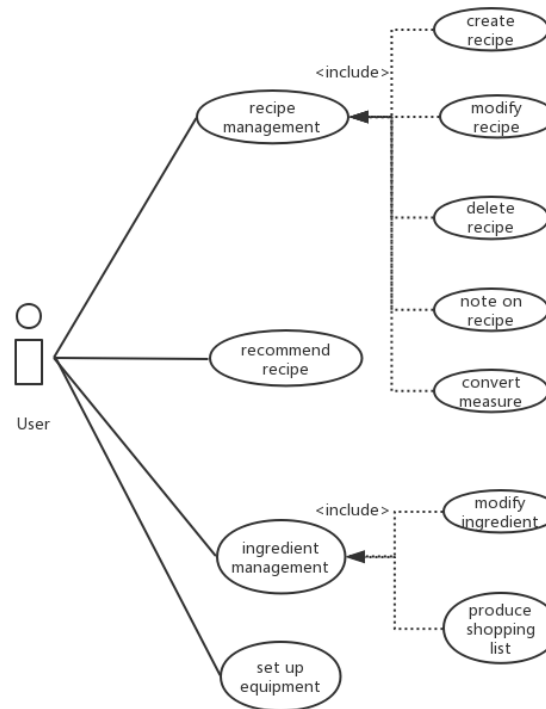 create
recipe
<include>
recipe
management
modify
recipe
delete
recipe
note on
recipe
recommend
recipe
convert
measure
User
<include>
modify
ingredient
ingredient
management
produce
shopping
list
set up
equipment